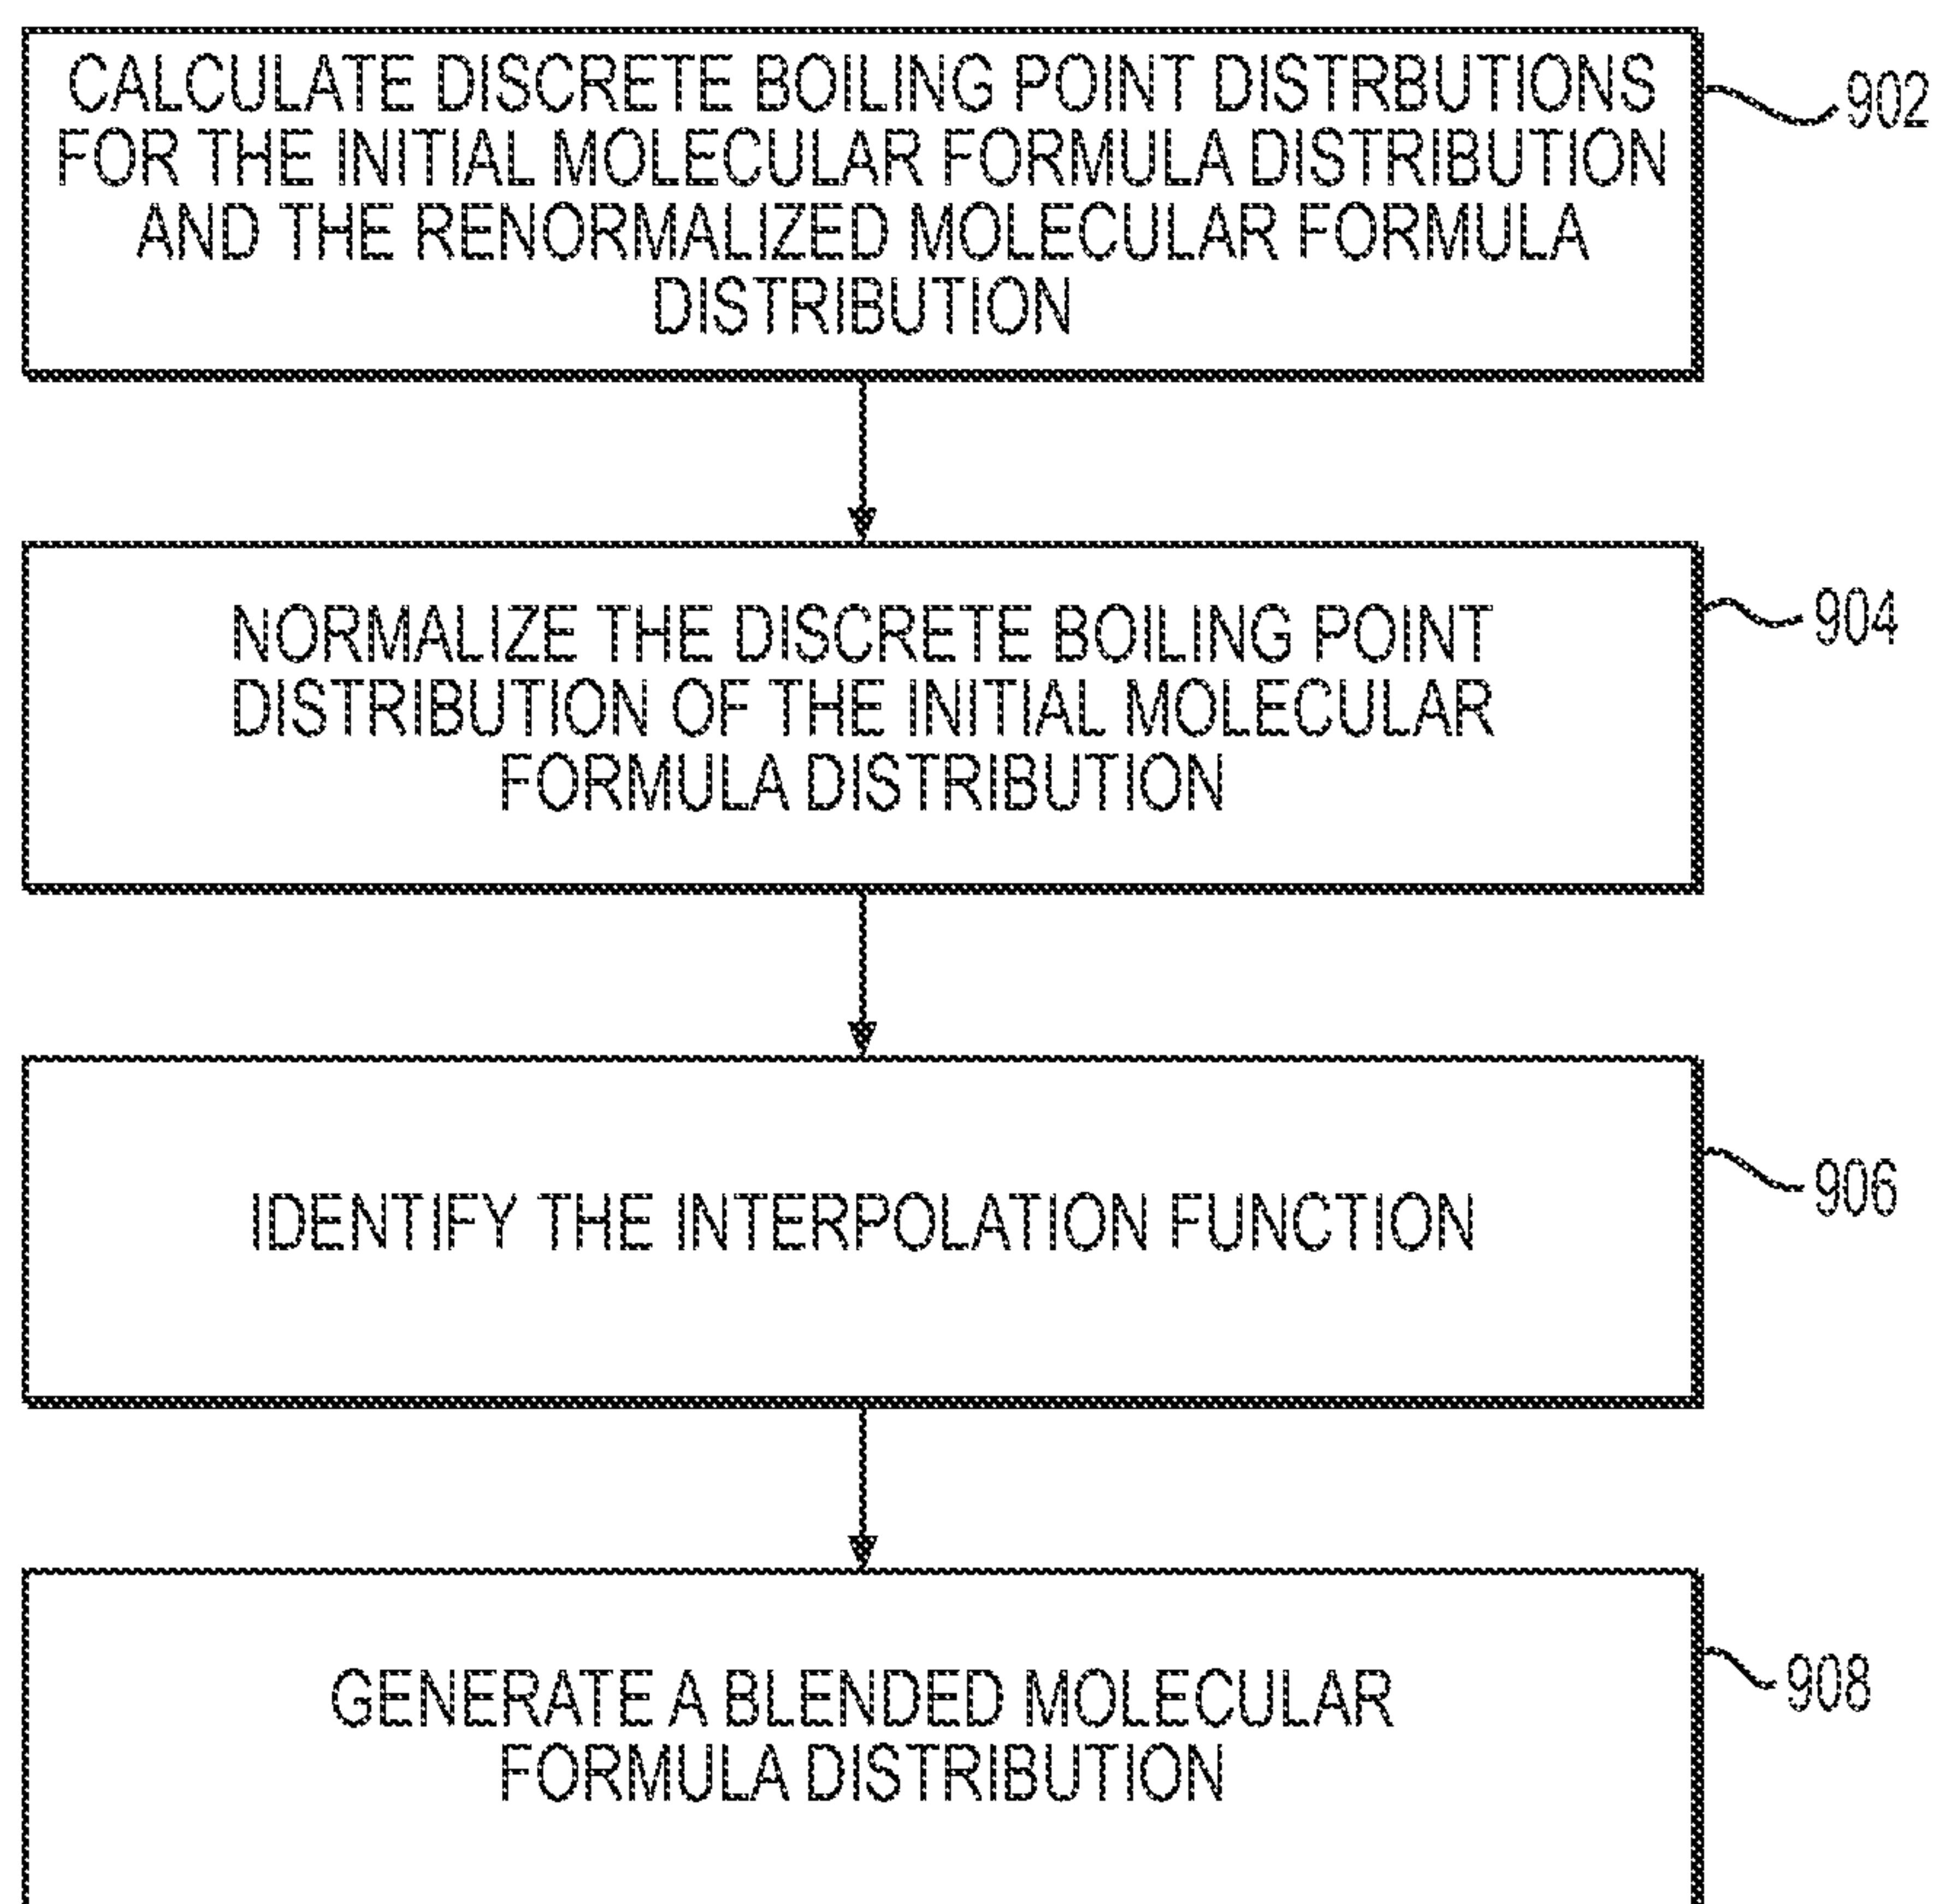 CALCULATE DISCRETE BOILING POINT DISTRBUTIONS
FOR THE INITIAL MOLECULAR FORMULA DISTRIBUTION
AND THE RENORMALIZED MOLECULAR FORMULA
DISTRIBUTION
902
NORMALIZE THE DISCRETE BOILING POINT
DISTRIBUTION OF THE INITIAL MOLECULAR
FORMULA DISTRIBUTION
904
IDENTIFY THE INTERPOLATION FUNCTION
906
GENERATE A BLENDED MOLECULAR
FORMULA DISTRIBUTION
908